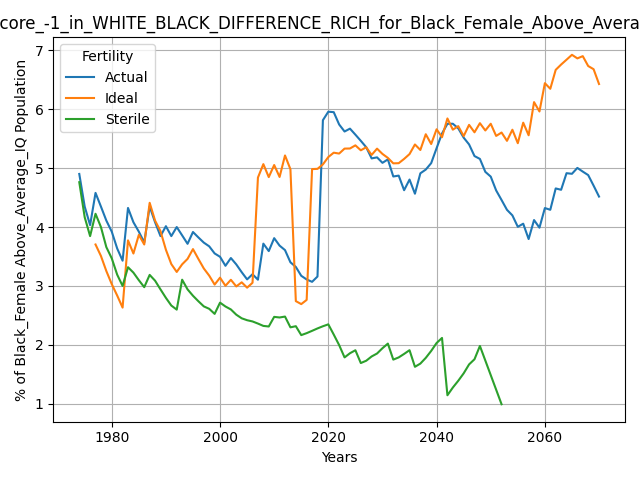 core_-1_in_WHITE_BLACK_DIFFERENCE_RICH_for_Black_Female_Above_Avera
% of Black_Female Above_Average_IQ Population
7
6
5
4
3
2
1
Fertility
Actual
Ideal
Sterile
1980 2000 2020 2040 2060
Years